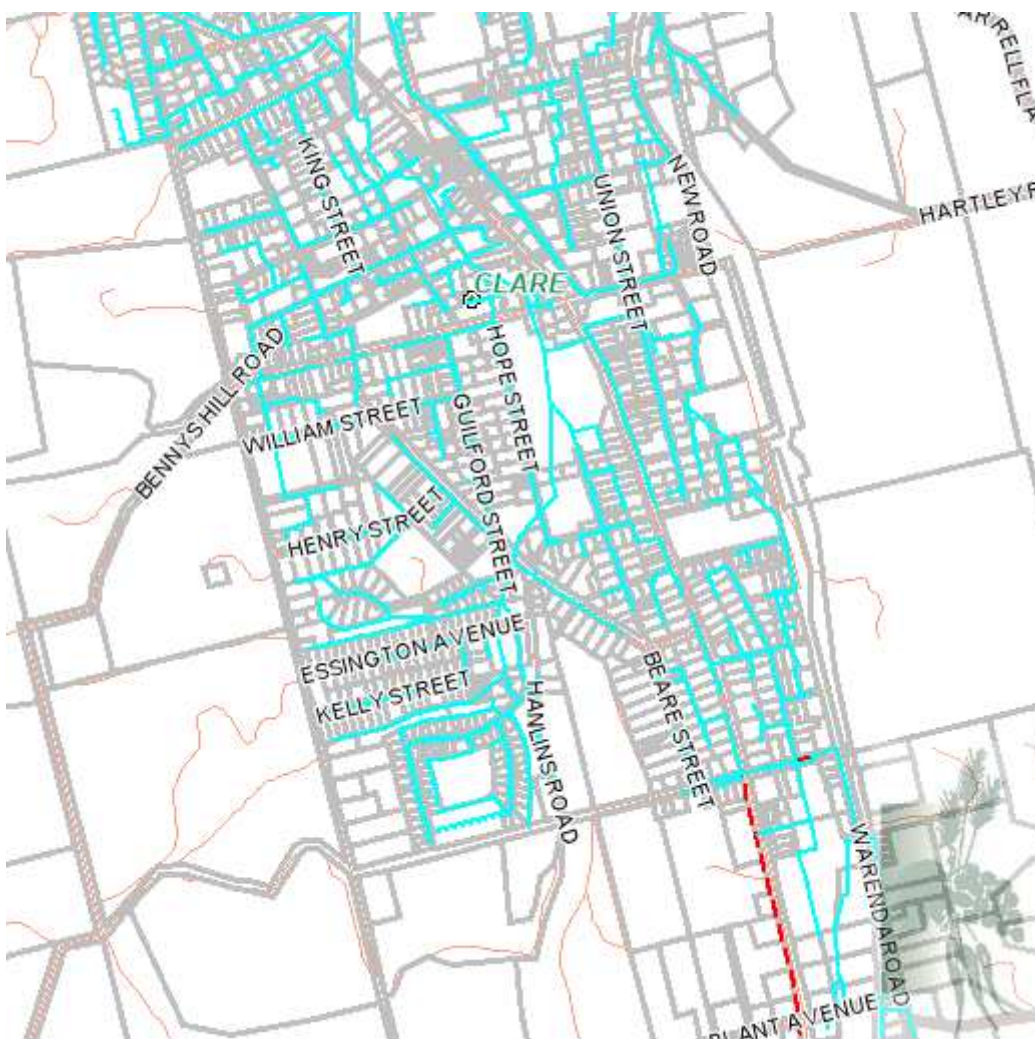 HARTLEY R
KING STREET
UNION STREET
NEW ROAD
CLARE
BENNYS HILL ROAD
HOPE STREET
WILLIAM STREET
GUILFORD STREET
HENRY STREET
ESSINGTON AVENUE
KELLY STREET
HANLINS ROAD
BEARE STREET
WARENDA ROAD
BLANT AVENUE